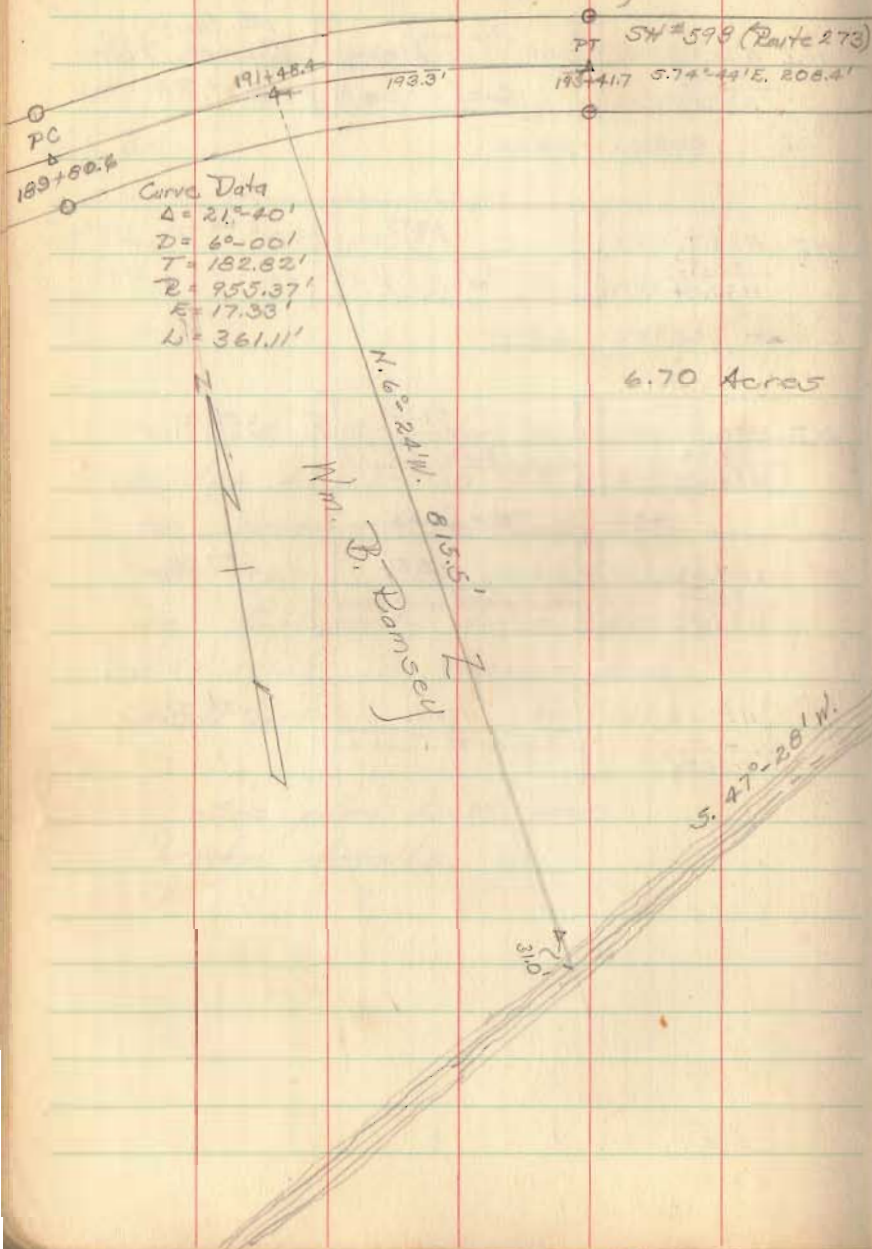 PT SH #598 (Route 273)
191+48.4 193.3' 193+41.7 S.74°-44'E. 208.4'
PC
189+80.6
Curve Data
Δ = 21°-40'
D = 6°-00'
T = 182.82'
R = 955.37'
E = 17.33'
L = 361.11'
N
N. 6°-24'W. 815.5'
6.70 Acres
Wm. B. Ramsey
Z
S. 47°-28' W.
31.0'